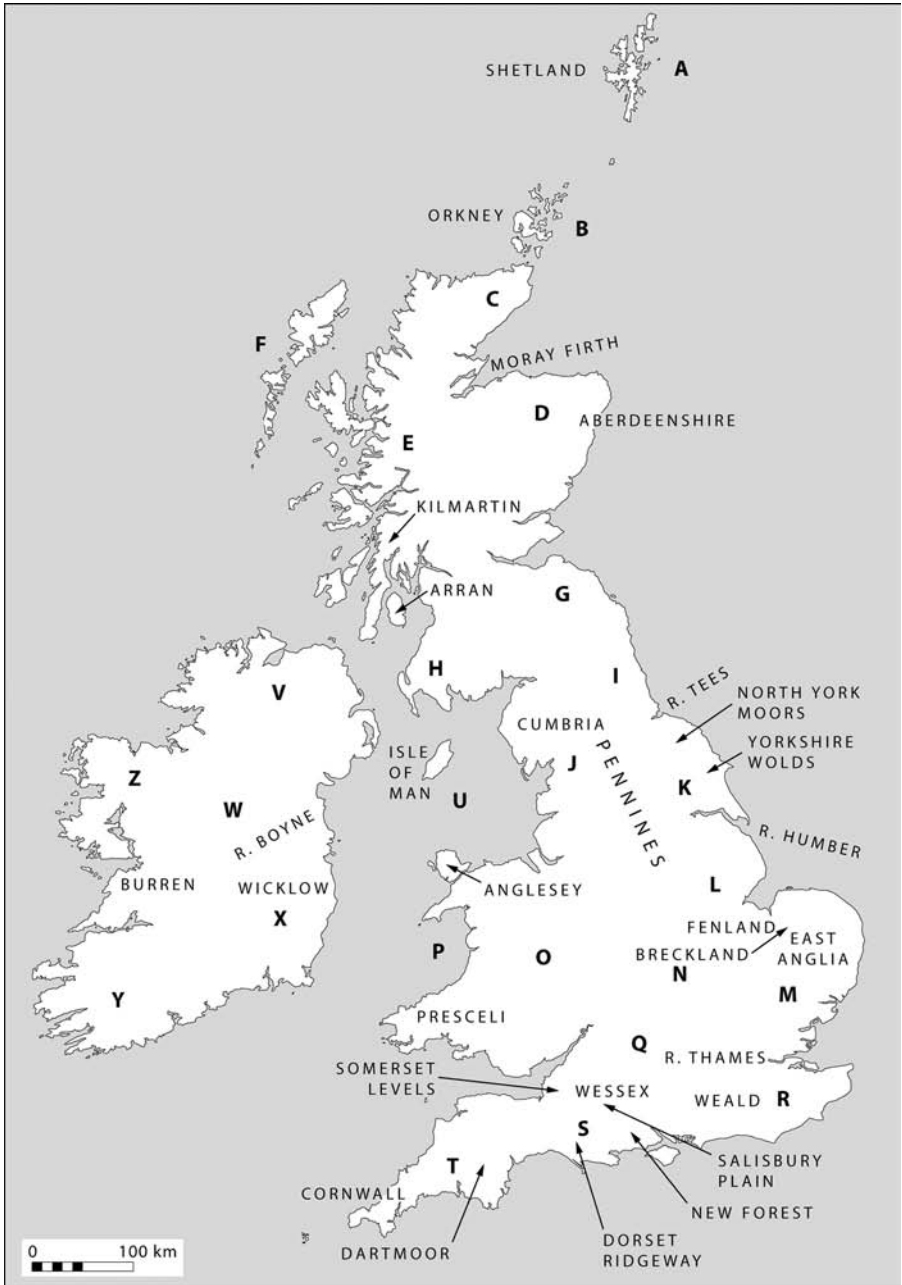 SHETLAND
A
ORKNEY
B
C
F
MORAY FIRTH
D
ABERDEENSHIRE
E
KILMARTIN
G
ARRAN
H
I
R. TEES
NORTH YORK
MOORS
V
CUMBRIA
PENNINES
YORKSHIRE
WOLDS
ISLE
OF
MAN
J
Z
K
U
W
R. BOYNE
R. HUMBER
BURREN
WICKLOW
ANGLESEY
L
X
FENLAND
BRECKLAND
EAST
ANGLIA
P
O
N
M
Y
PRESCELI
Q
R. THAMES
SOMERSET
LEVELS
WESSEX
WEALD
R
S
SALISBURY
PLAIN
T
CORNWALL
NEW FOREST
DARTMOOR
DORSET
RIDGEWAY
0 100 km